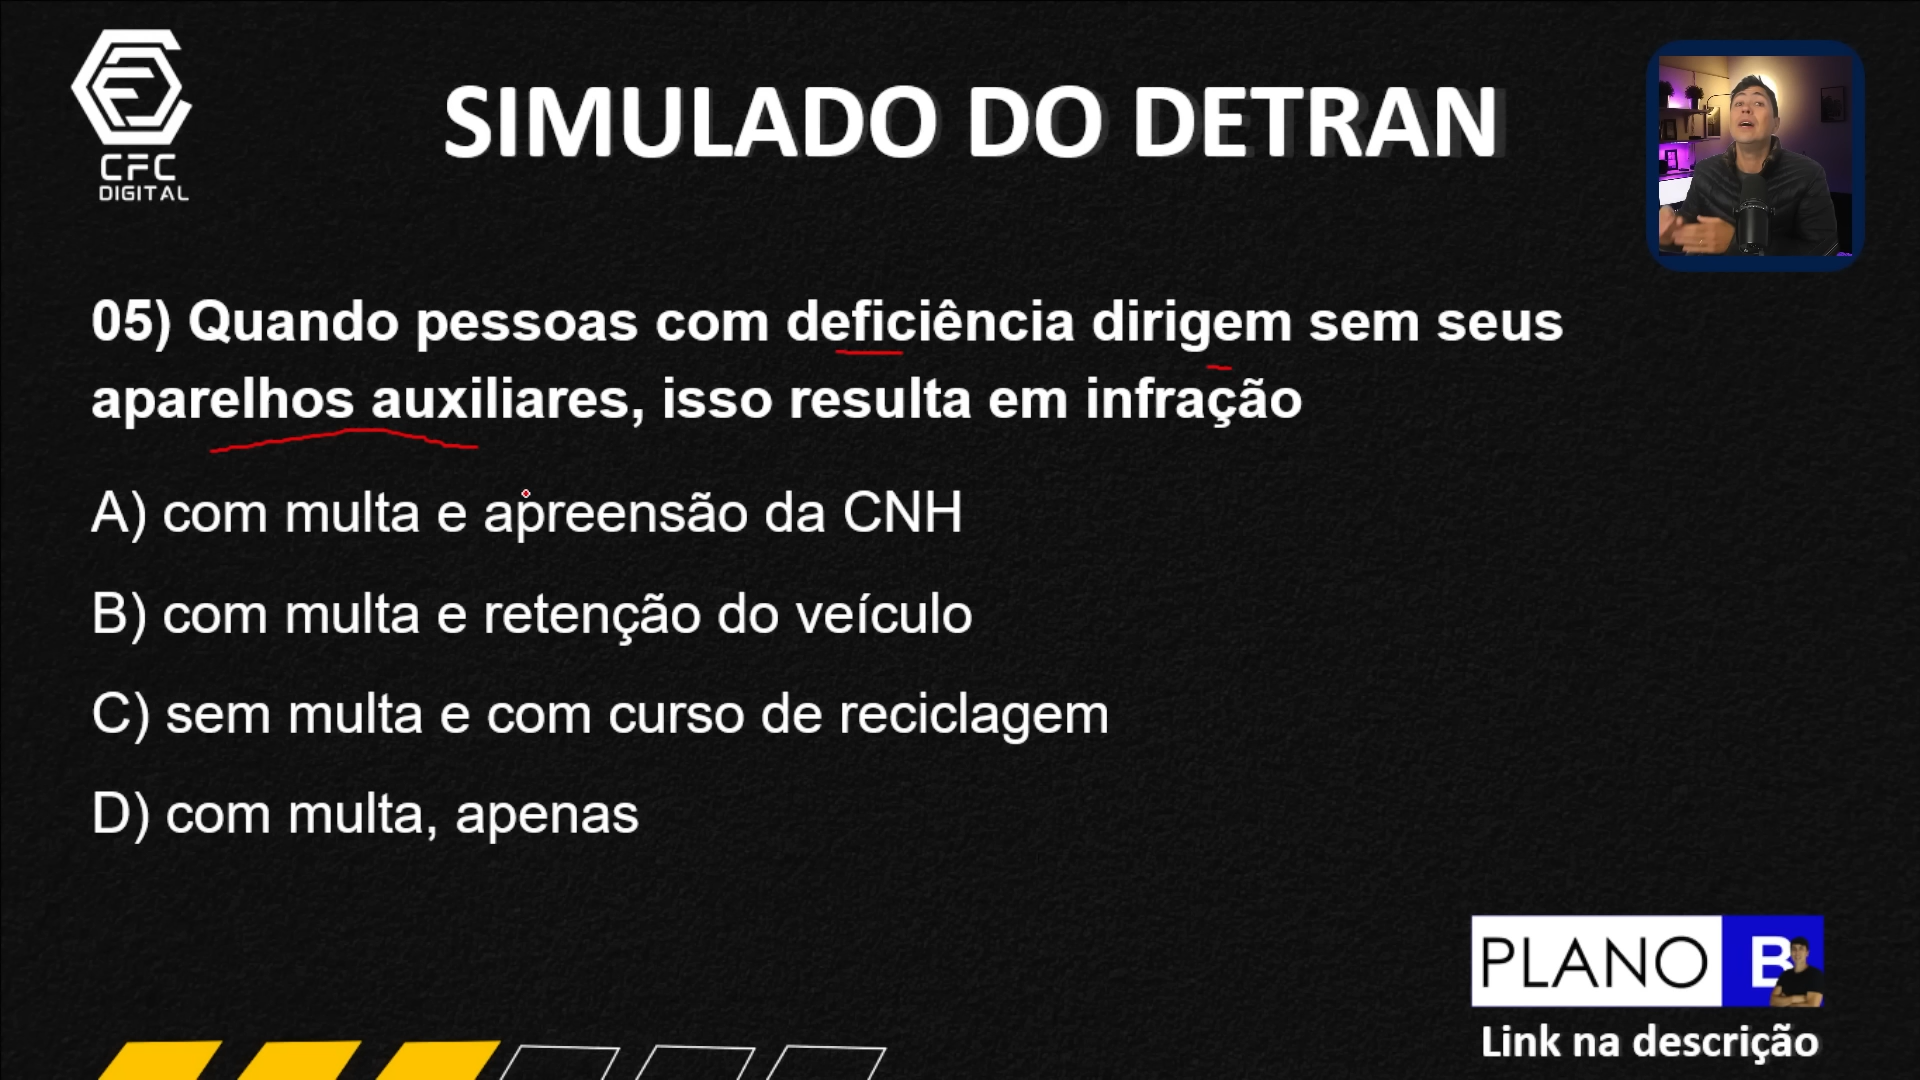 CFC
DIGITAL
SIMULADO DO DETRAN
05) Quando pessoas com deficiência dirigem sem seus
aparelhos auxiliares, isso resulta em infração
A) com multa e apreensão da CNH
B) com multa e retenção do veículo
C) sem multa e com curso de reciclagem
D) com multa, apenas
PLANO B
Link na descrição